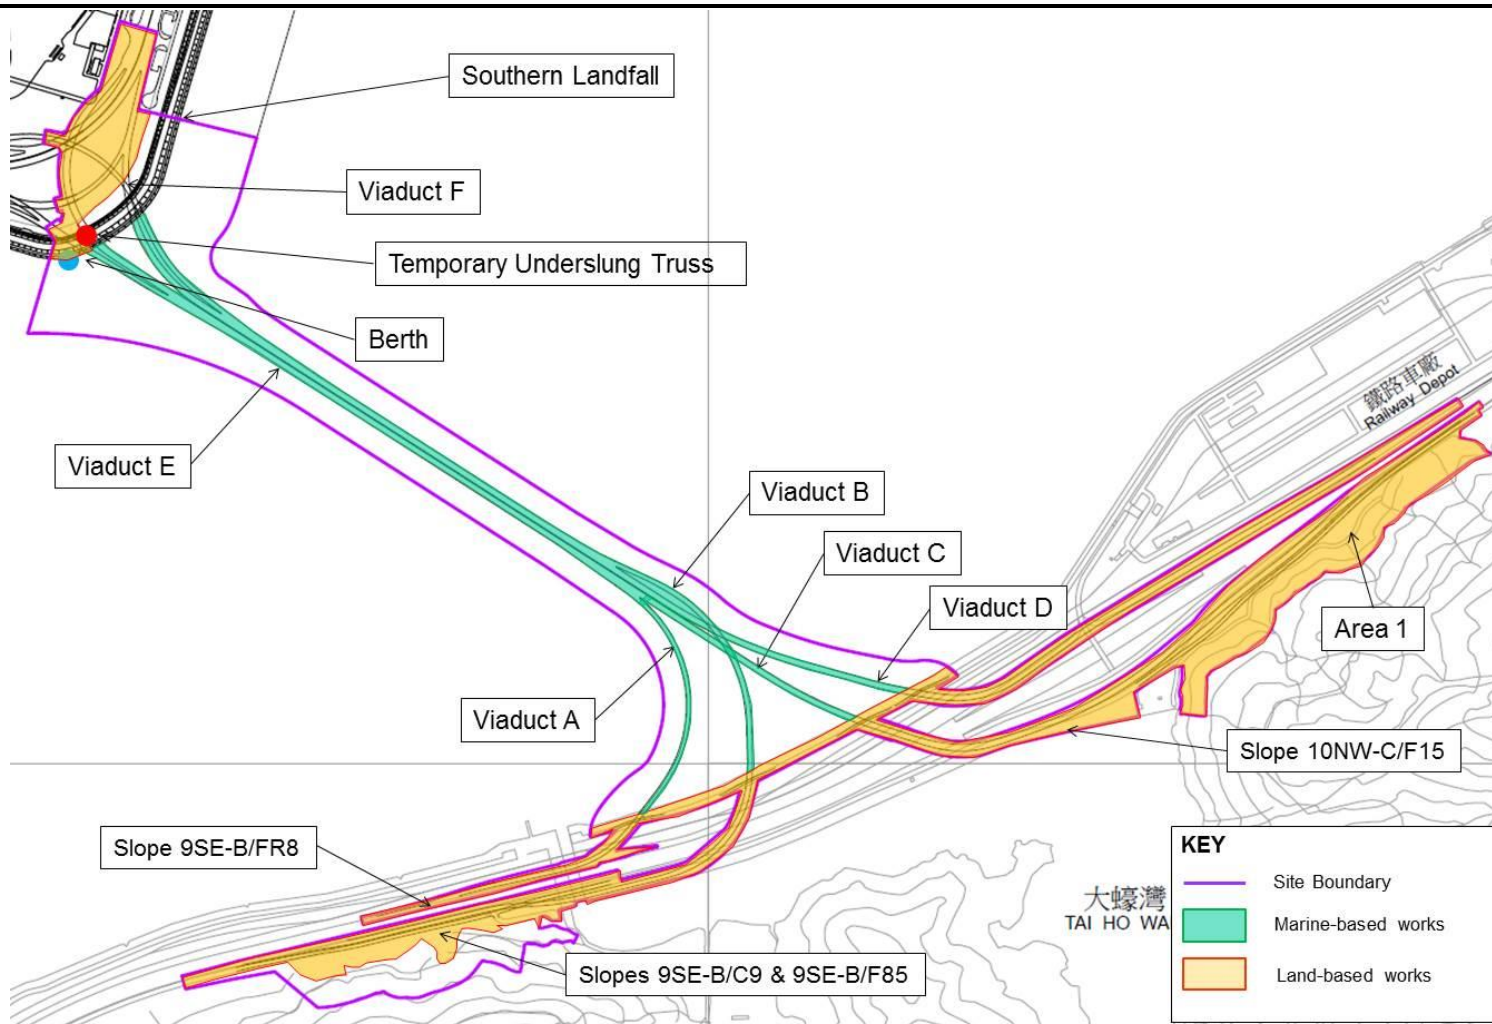 Southern Landfall
Viaduct F
Temporary Underslung Truss
Berth
Viaduct E
鐵路車廠
Railway Depot
Viaduct B
Viaduct C
Viaduct D
Area 1
Viaduct A
Slope 10NW-C/F15
Slope 9SE-B/FR8
大蠔灣
TAI HO WA
Slopes 9SE-B/C9 & 9SE-B/F85
KEY
Site Boundary
Marine-based works
Land-based works